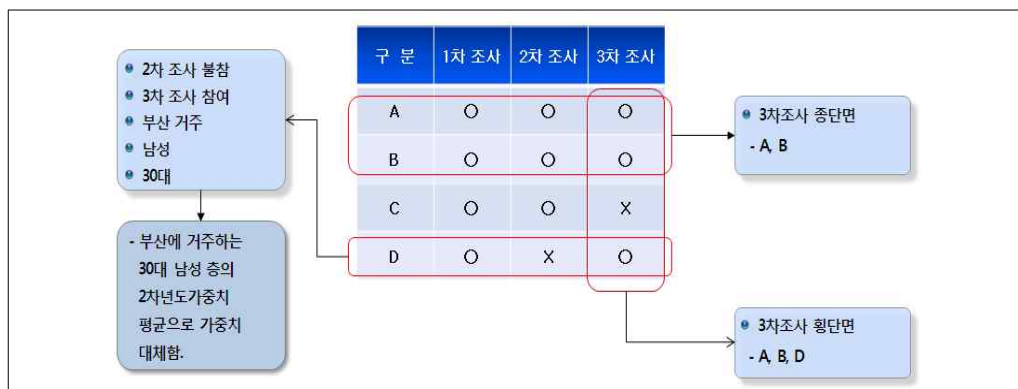 구 분 1차 조사 2차 조사 3차 조사
A O O O
B O O O
C O O X
D O X O
2차 조사 불참
3차 조사 참여
부산 거주
남성
30대
- 부산에 거주하는
30대 남성 층의
2차년도가중치
평균으로 가중치
대체함.
3차조사 종단면
- A, B
3차조사 횡단면
- A, B, D